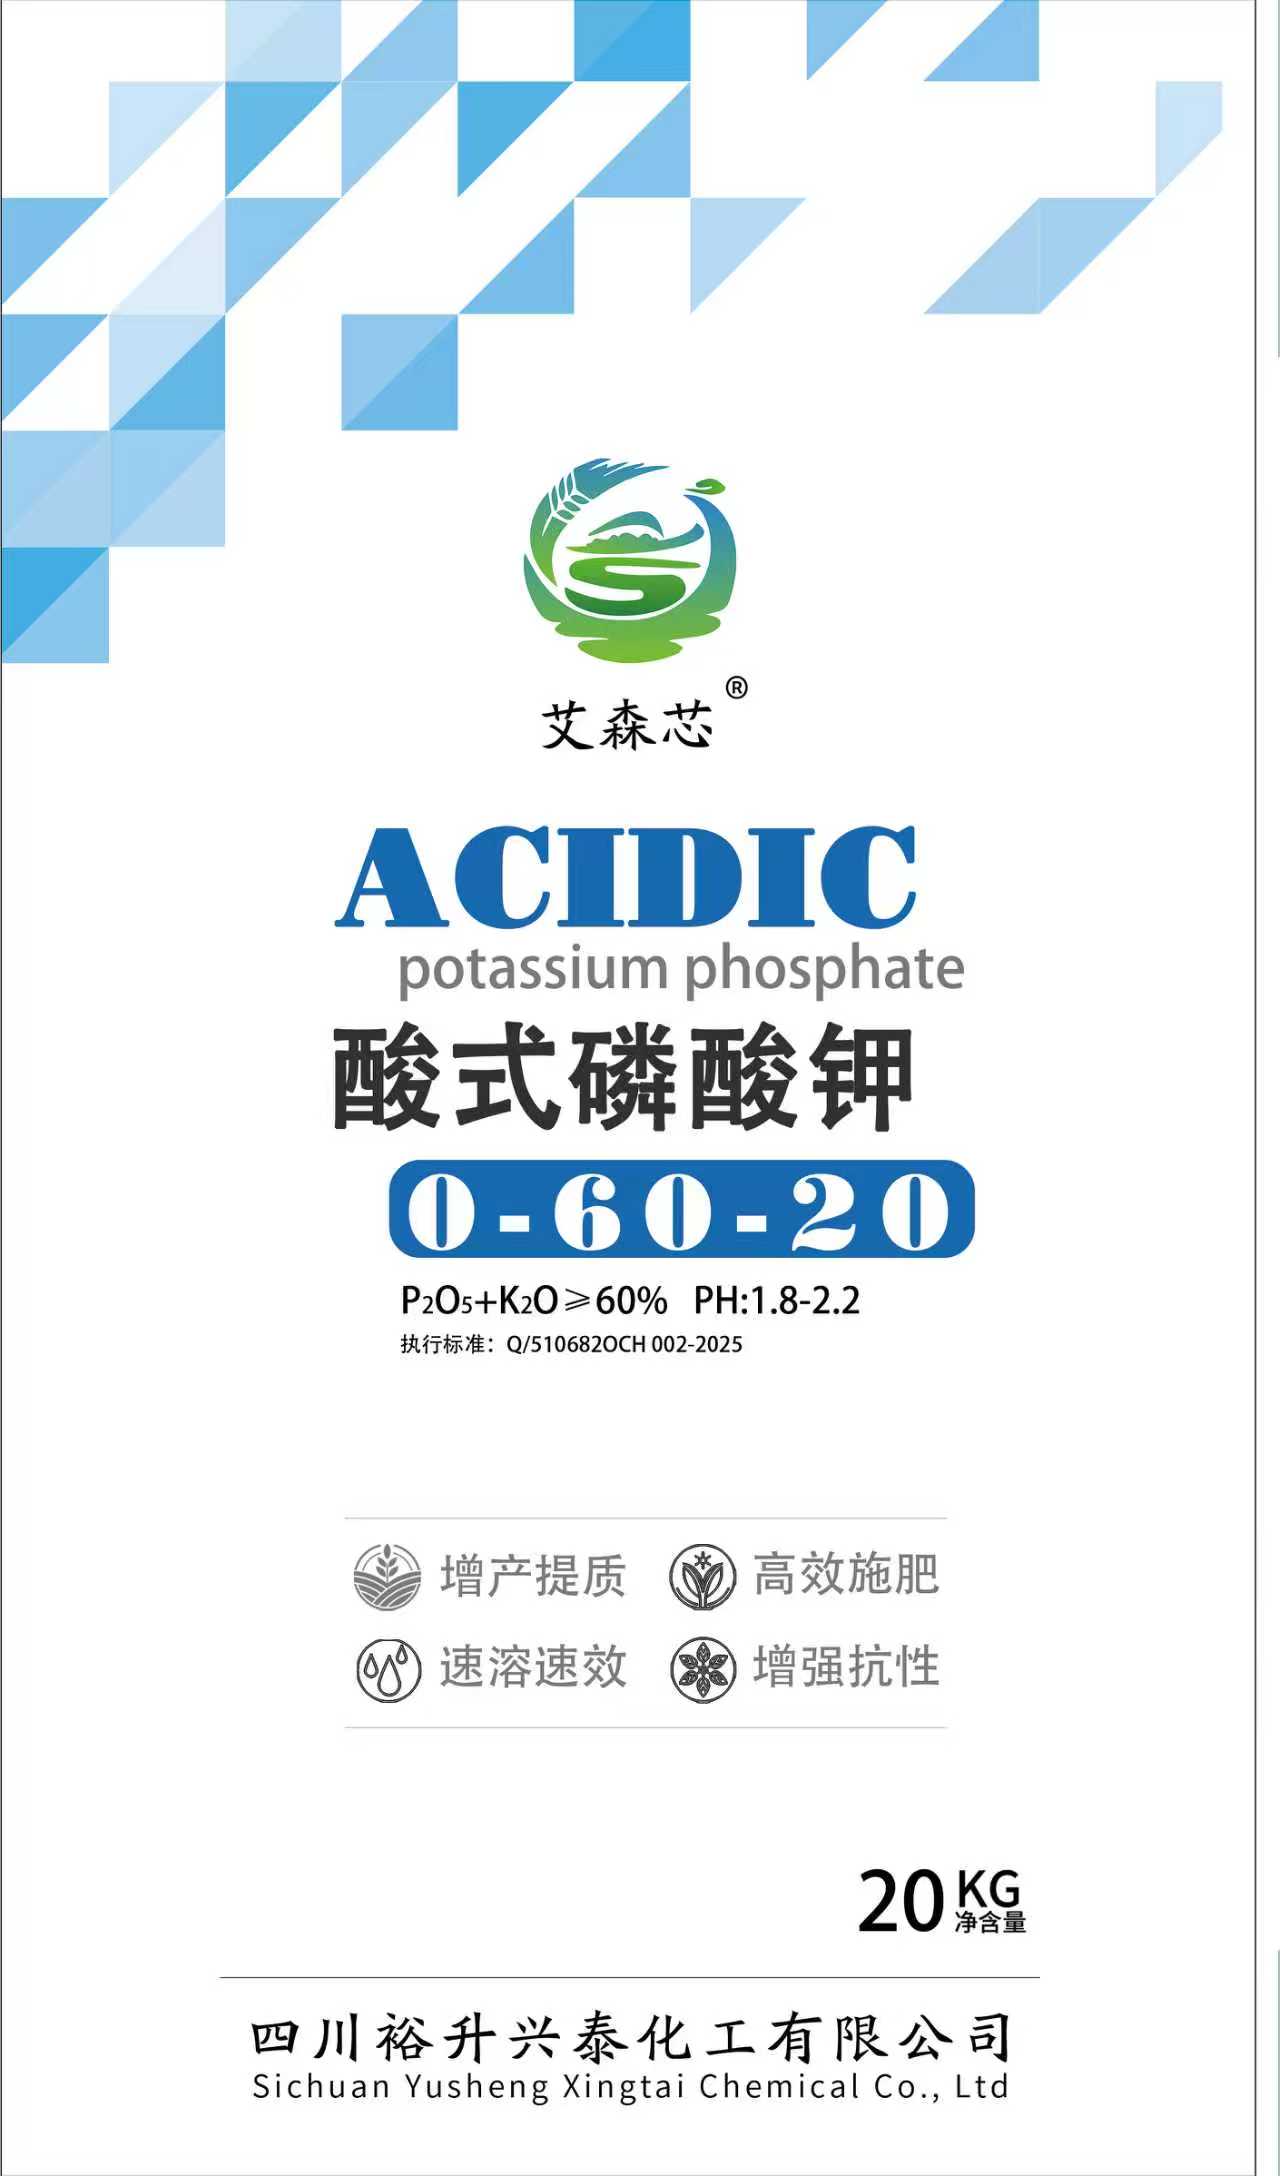 艾森芯®
ACIDIC
potassium phosphate
酸式磷酸钾
0-60-20
P₂O₅+K₂O≥60% PH:1.8-2.2
执行标准：Q/510682OCH 002-2025
增产提质 高效施肥
速溶速效 增强抗性
20 KG
净含量
四川裕升兴泰化工有限公司
Sichuan Yusheng Xingtai Chemical Co., Ltd